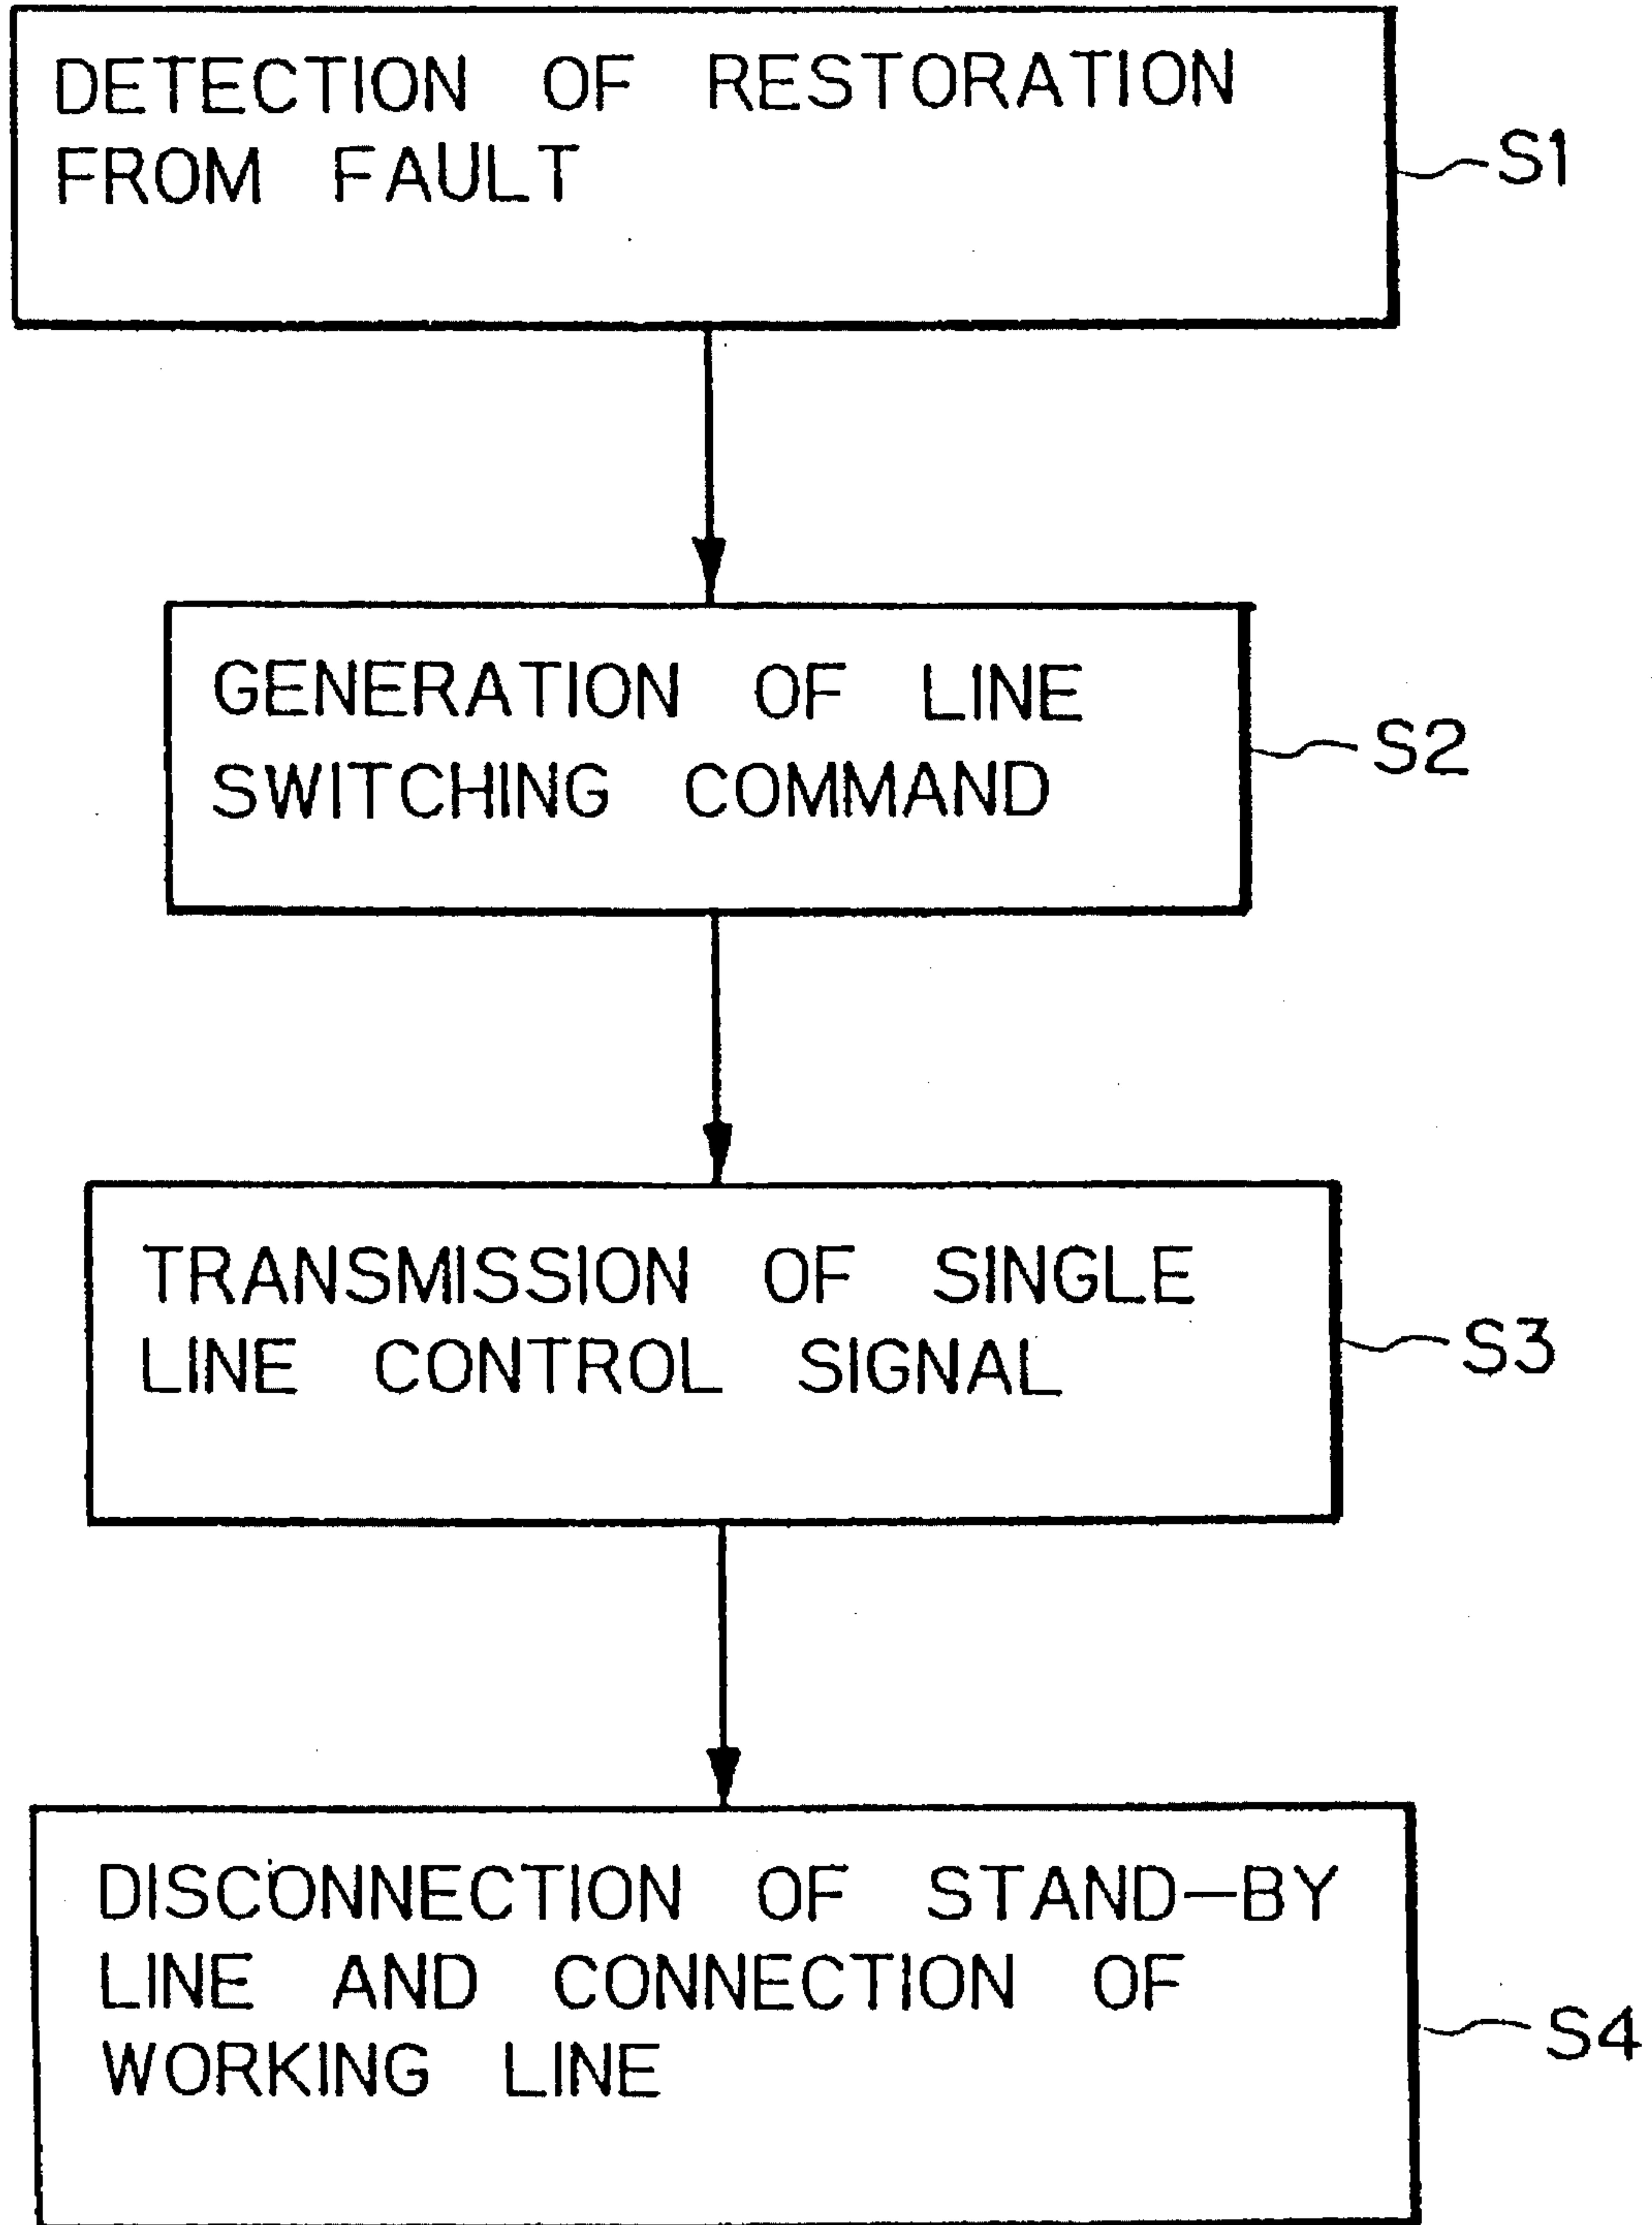 DETECTION OF RESTORATION
FROM FAULT
S1
GENERATION OF LINE
SWITCHING COMMAND
S2
TRANSMISSION OF SINGLE
LINE CONTROL SIGNAL
S3
DISCONNECTION OF STAND-BY
LINE AND CONNECTION OF
WORKING LINE
S4